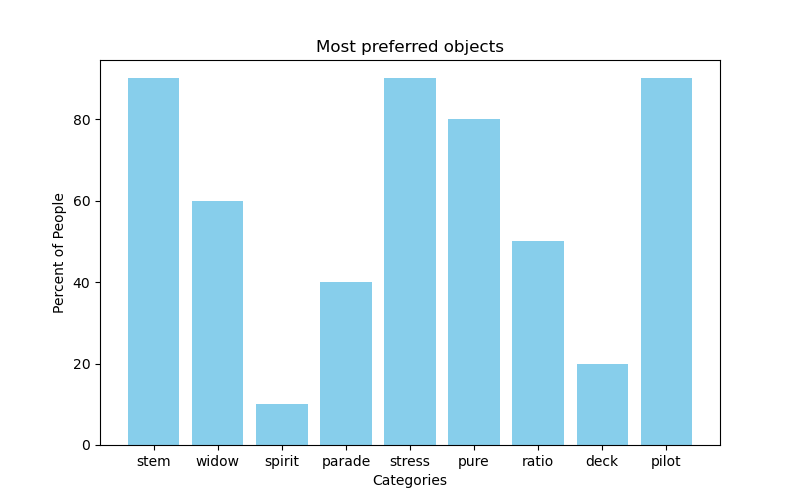 Most preferred objects
Percent of People
80
60
40
20
0
stem widow spirit parade stress pure ratio deck pilot
Categories